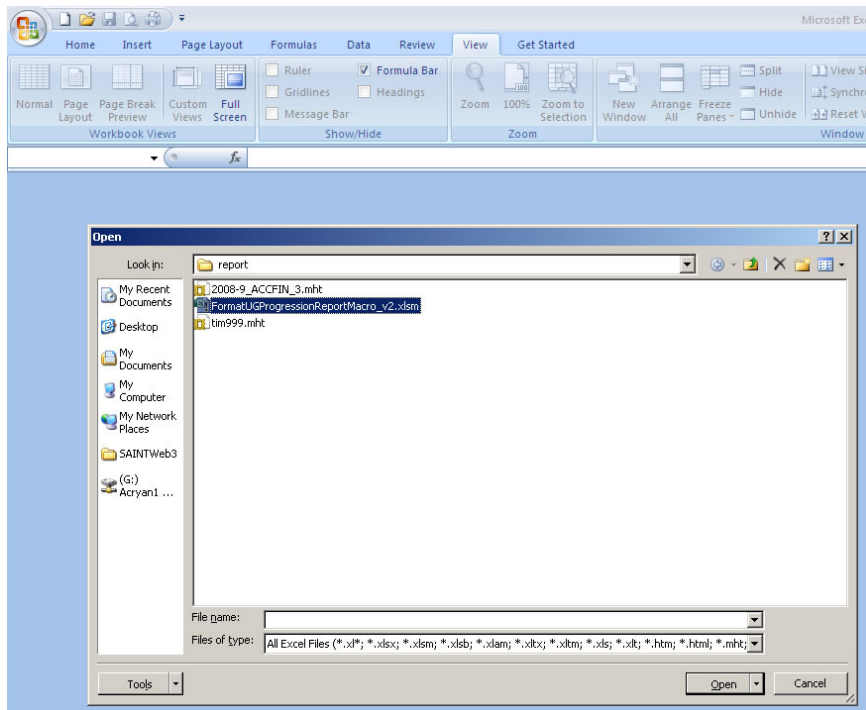 Microsoft Ex
Home Insert Page Layout Formulas Data Review View Get Started
Ruler Formula Bar Split View Si
Gridlines Headings Hide Synchr
Message Bar Unhide Reset W
Normal Page Layout Page Break Preview Custom Views Full Screen Zoom 100% Zoom to Selection New Window Arrange All Freeze Panes
Workbook Views Show/Hide Zoom Window
fx
Open
Look in: report
My Recent Documents
Desktop
My Documents
My Computer
My Network Places
SAINTWeb3
(G:) Acryan1 ...
2008-9_ACCFIN_3.mht
FormatUGProgressionReportMacro_v2.xlsm
tim999.mht
File name:
Files of type: All Excel Files (*.xl*; *.xlsx; *.xlsm; *.xlsb; *.xlam; *.xltx; *.xltm; *.xls; *.xlt; *.htm; *.html; *.mht;
Tools Open Cancel